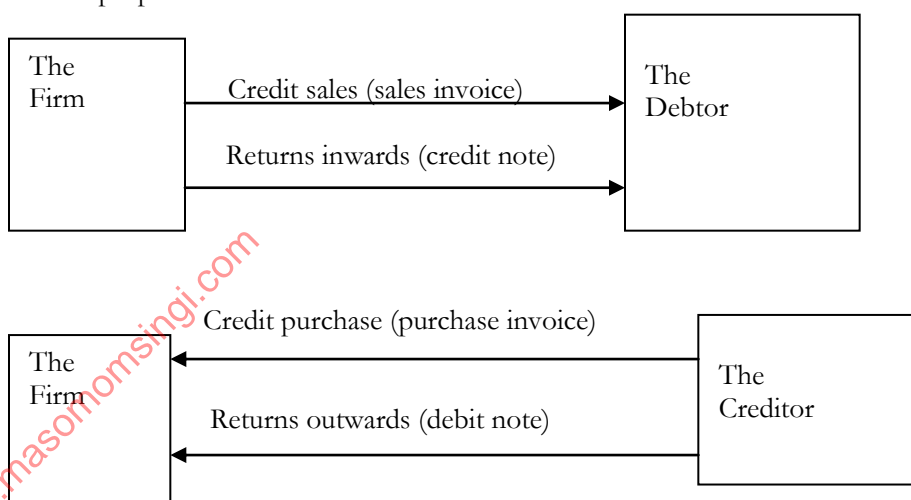 The
Firm
Credit sales (sales invoice)
The
Debtor
Returns inwards (credit note)
Credit purchase (purchase invoice)
The
Firm
The
Creditor
Returns outwards (debit note)
.masomomsingi.com